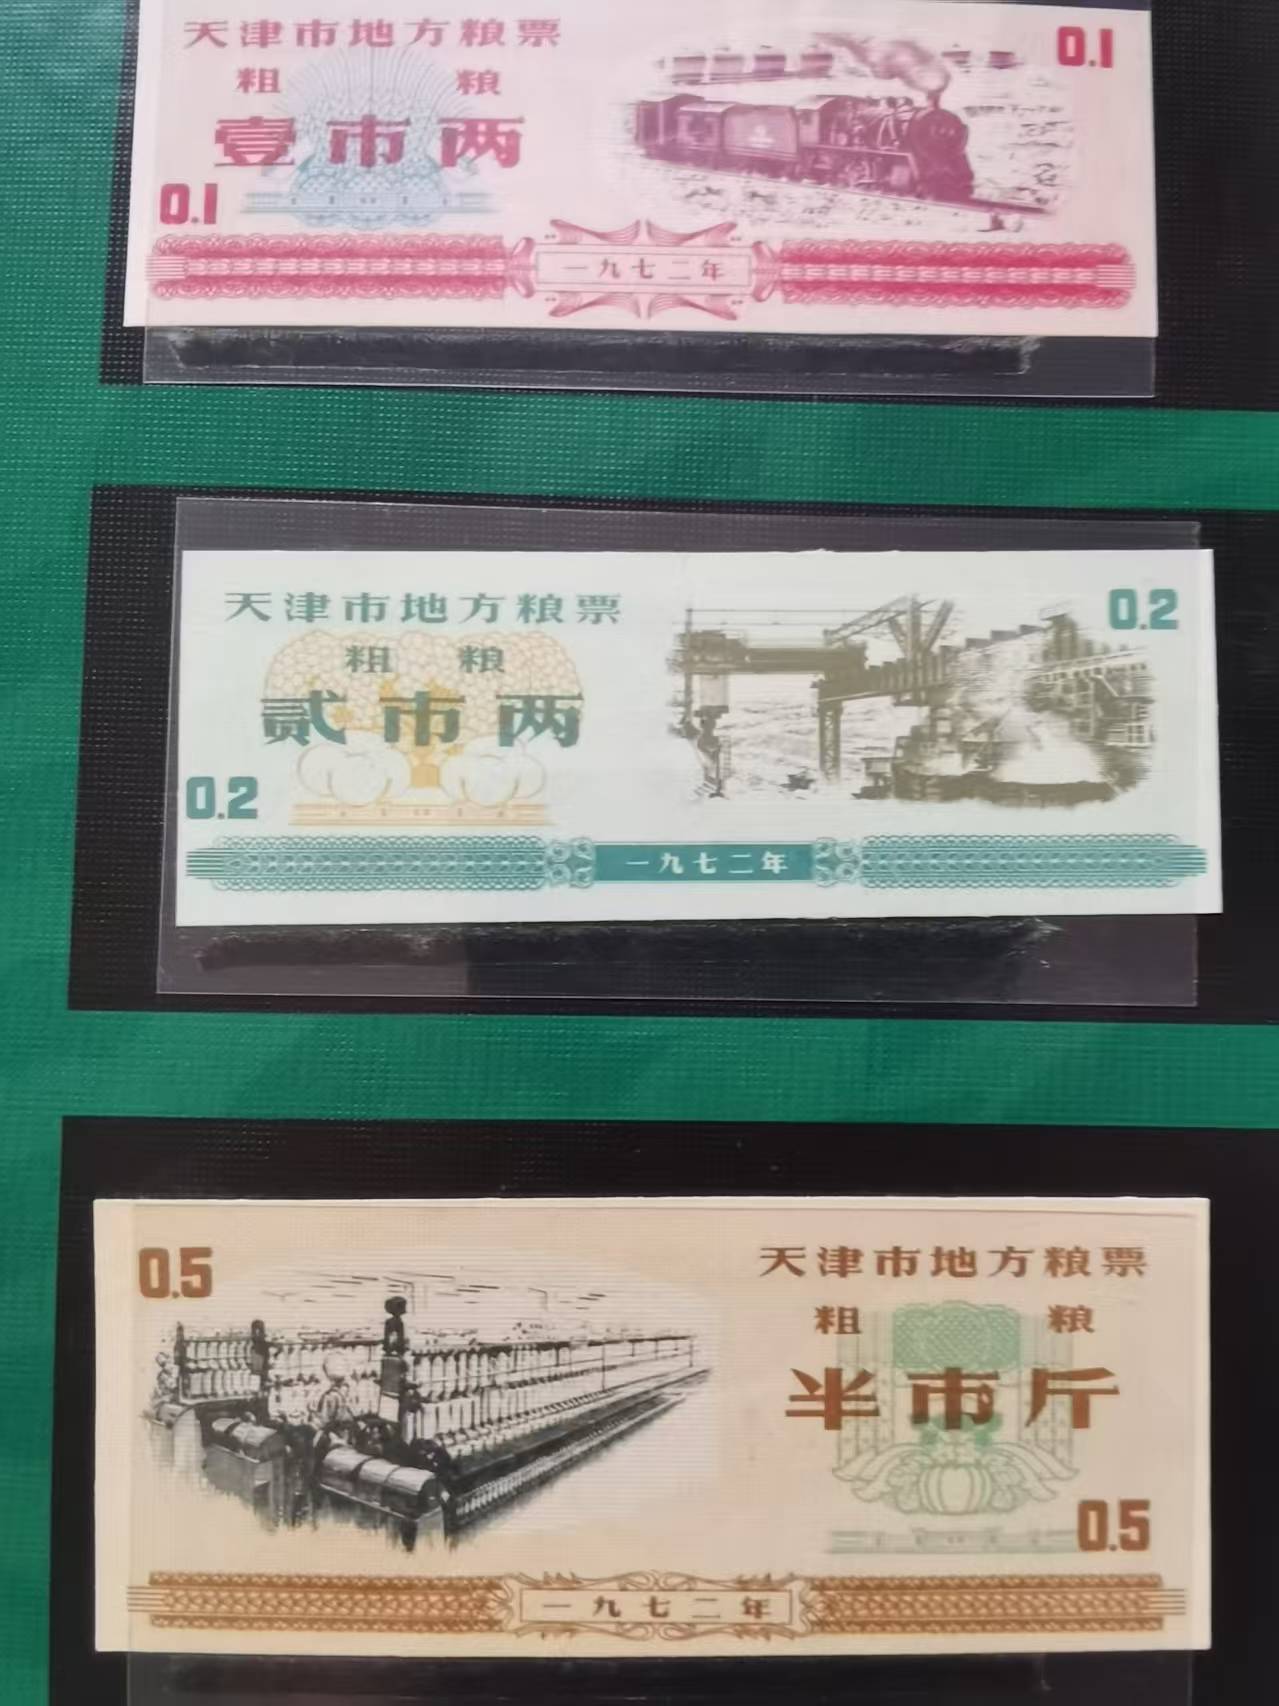 天津市地方粮票
0.1
粗 粮
壹市两
0.1
一九七二年
天津市地方粮票
0.2
粗 粮
贰市两
0.2
一九七二年
0.5
天津市地方粮票
粗 粮
半市斤
0.5
一九七二年